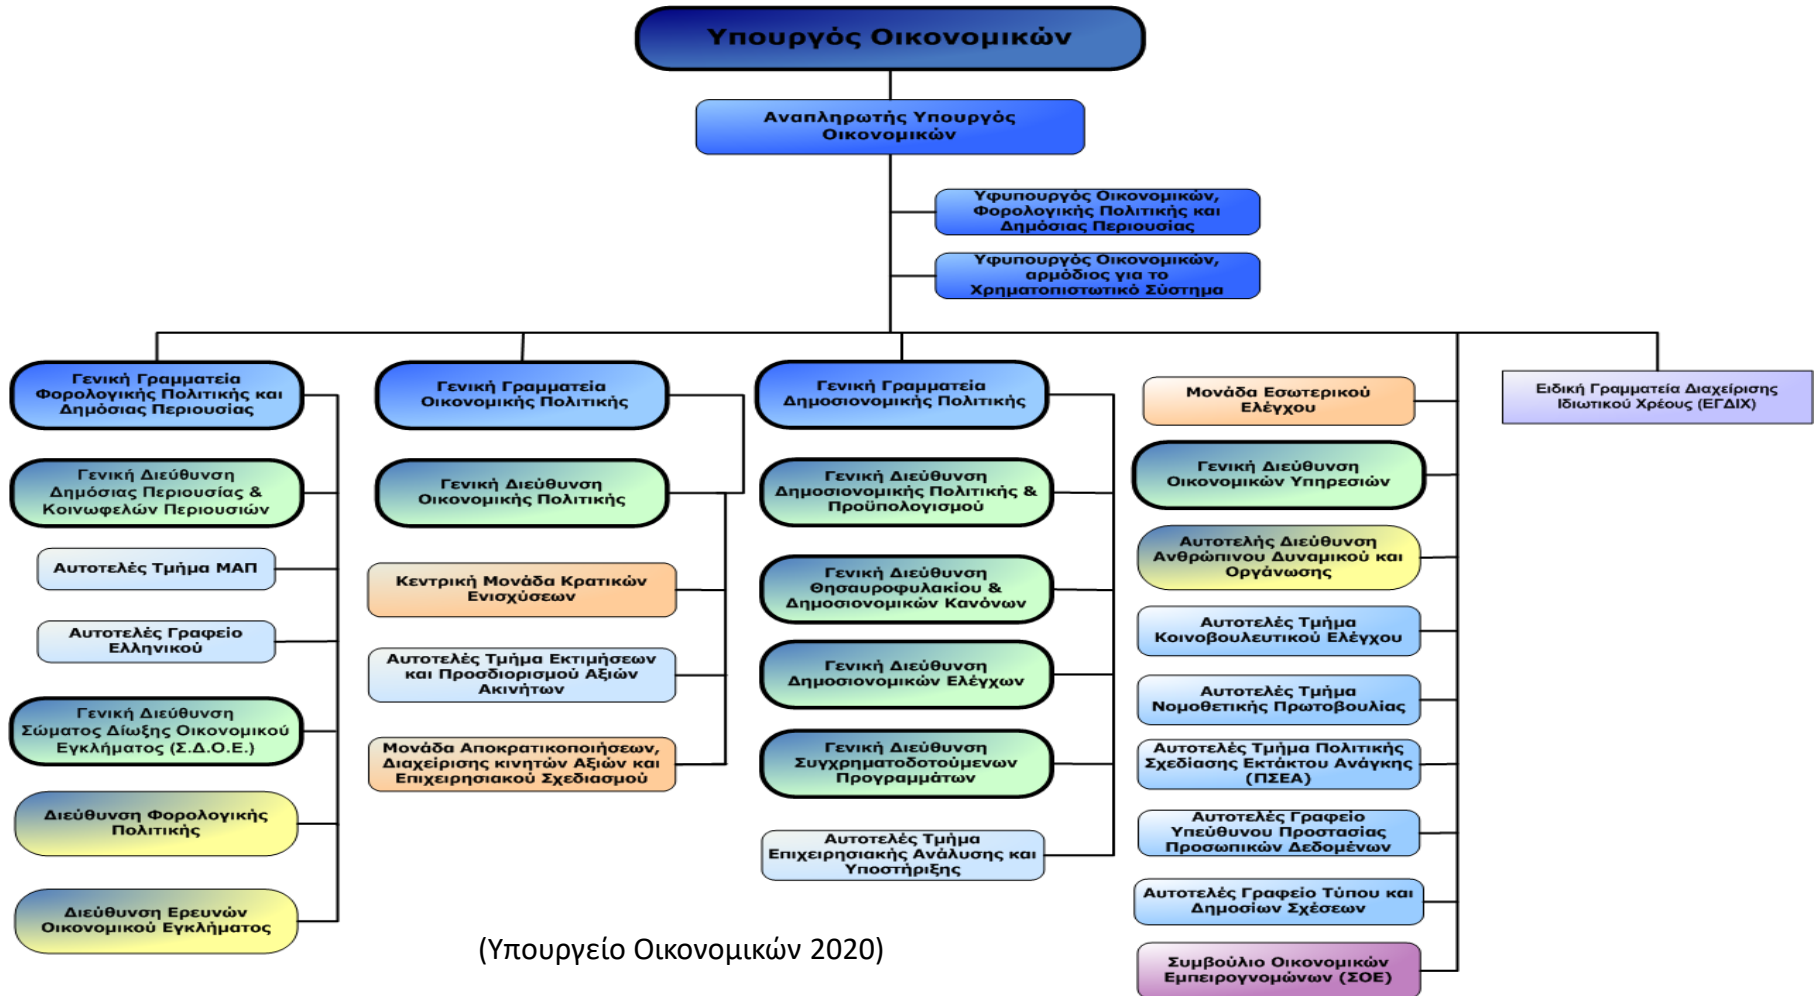 Υπουργός Οικονομικών
Αναπληρωτής Υπουργός
Οικονομικών
Υφυπουργός Οικονομικών,
Φορολογικής Πολιτικής και
Δημόσιας Περιουσίας
Υφυπουργός Οικονομικών,
αρμόδιος για το
Χρηματοπιστωτικό Σύστημα
Γενική Γραμματεία
Φορολογικής Πολιτικής και
Δημόσιας Περιουσίας
Γενική Διεύθυνση
Δημόσιας Περιουσίας &
Κοινωφελών Περιουσιών
Αυτοτελές Τμήμα ΜΑΠ
Αυτοτελές Γραφείο
Ελληνικού
Γενική Διεύθυνση
Σώματος Δίωξης Οικονομικού
Εγκλήματος (Σ.Δ.Ο.Ε.)
Διεύθυνση Φορολογικής
Πολιτικής
Διεύθυνση Ερευνών
Οικονομικού Εγκλήματος
Γενική Γραμματεία
Οικονομικής Πολιτικής
Γενική Διεύθυνση
Οικονομικής Πολιτικής
Κεντρική Μονάδα Κρατικών
Ενισχύσεων
Αυτοτελές Τμήμα Εκτιμήσεων
και Προσδιορισμού Αξιών
Ακινήτων
Μονάδα Αποκρατικοποιήσεων,
Διαχείρισης κινητών Αξιών και
Επιχειρησιακού Σχεδιασμού
Γενική Γραμματεία
Δημοσιονομικής Πολιτικής
Γενική Διεύθυνση
Δημοσιονομικής Πολιτικής &
Προϋπολογισμού
Γενική Διεύθυνση
Θησαυροφυλακίου &
Δημοσιονομικών Κανόνων
Γενική Διεύθυνση
Δημοσιονομικών Ελέγχων
Γενική Διεύθυνση
Συγχρηματοδοτούμενων
Προγραμμάτων
Αυτοτελές Τμήμα
Επιχειρησιακής Ανάλυσης και
Υποστήριξης
Μονάδα Εσωτερικού
Ελέγχου
Γενική Διεύθυνση
Οικονομικών Υπηρεσιών
Αυτοτελής Διεύθυνση
Ανθρώπινου Δυναμικού και
Οργάνωσης
Αυτοτελές Τμήμα
Κοινοβουλευτικού Ελέγχου
Αυτοτελές Τμήμα
Νομοθετικής Πρωτοβουλίας
Αυτοτελές Τμήμα Πολιτικής
Σχεδίασης Εκτάκτου Ανάγκης
(ΠΣΕΑ)
Αυτοτελές Γραφείο
Υπεύθυνου Προστασίας
Προσωπικών Δεδομένων
Αυτοτελές Γραφείο Τύπου και
Δημοσίων Σχέσεων
Συμβούλιο Οικονομικών
Εμπειρογνωμόνων (ΣΟΕ)
Ειδική Γραμματεία Διαχείρισης
Ιδιωτικού Χρέους (ΕΓΔΙΧ)
(Υπουργείο Οικονομικών 2020)